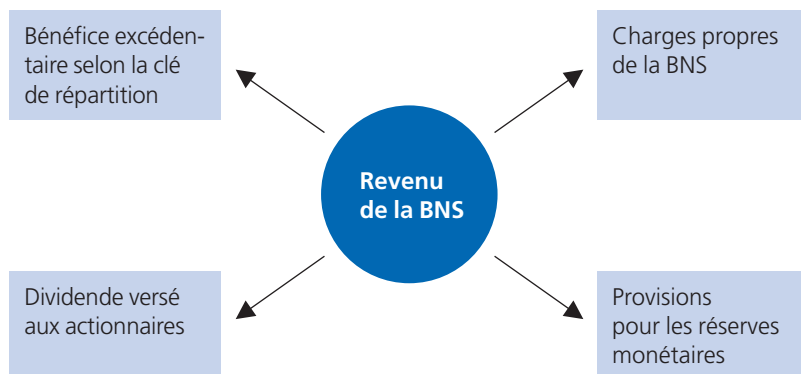 Bénéfice excéden-
taire selon la clé
de répartition
Charges propres
de la BNS
Revenu
de la BNS
Dividende versé
aux actionnaires
Provisions
pour les réserves
monétaires